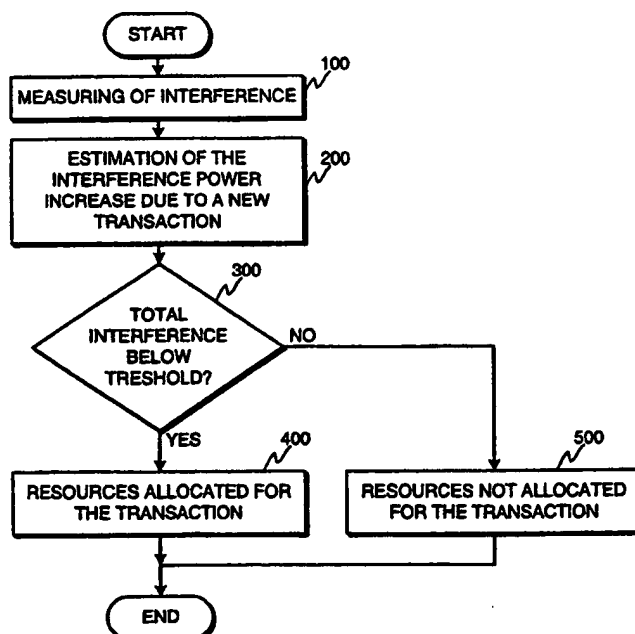 START
100
MEASURING OF INTERFERENCE
200
ESTIMATION OF THE
INTERFERENCE POWER
INCREASE DUE TO A NEW
TRANSACTION
300
TOTAL
INTERFERENCE
BELOW
TRESHOLD?
NO
YES
400
RESOURCES ALLOCATED FOR
THE TRANSACTION
500
RESOURCES NOT ALLOCATED
FOR THE TRANSACTION
END